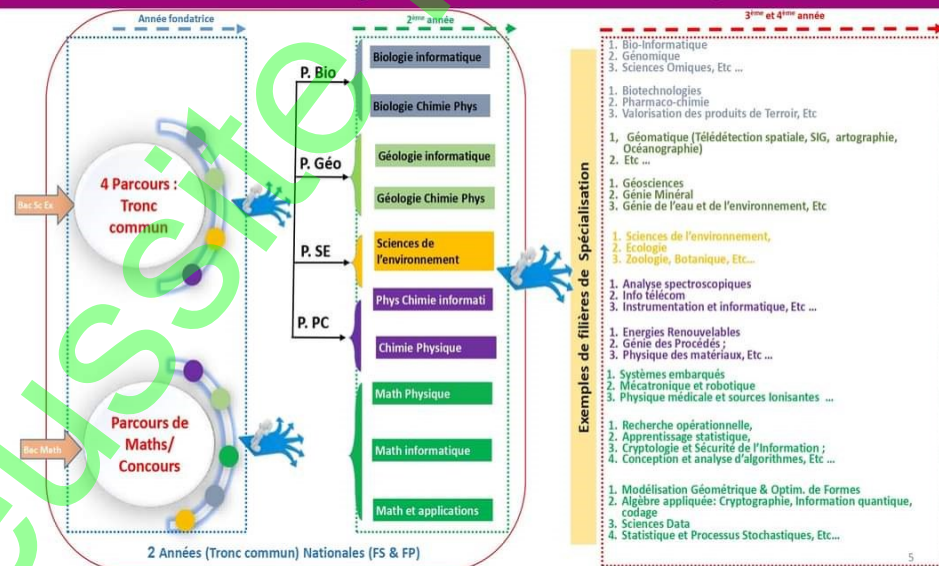 Année fondatrice
2ème année
3ème et 4ème année
Bac Sc Ex
4 Parcours :
Tronc
commun
Bac Math
Parcours de
Maths/
Concours
P. Bio
P. Géo
P. SE
P. PC
Biologie informatique
Biologie Chimie Phys
Géologie informatique
Géologie Chimie Phys
Sciences de
l'environnement
Phys Chimie informati
Chimie Physique
Math Physique
Math informatique
Math et applications
2 Années (Tronc commun) Nationales (FS & FP)
Exemples de filières de Spécialisation
1. Bio-Informatique
2. Génomique
3. Sciences Omiques, Etc ...
1. Biotechnologies
2. Pharmaco-chimie
3. Valorisation des produits de Terroir, Etc
1, Géomatique (Télédétection spatiale, SIG, artographie,
Océanographie)
2. Etc ...
1. Géosciences
2. Génie Minéral
3. Génie de l'eau et de l'environnement, Etc
1. Sciences de l'environnement,
2. Ecologie
3. Zoologie, Botanique, Etc...
1. Analyse spectroscopiques
2. Info télécom
3. Instrumentation et informatique, Etc ...
1. Energies Renouvelables
2. Génie des Procédés ;
3. Physique des matériaux, Etc ...
1. Systèmes embarqués
2. Mécatronique et robotique
3. Physique médicale et sources Ionisantes ...
1. Recherche opérationnelle,
2. Apprentissage statistique,
3. Cryptologie et Sécurité de l'Information ;
4. Conception et analyse d'algorithmes, Etc ...
1. Modélisation Géométrique & Optim. de Formes
2. Algèbre appliquée: Cryptographie, Information quantique,
codage
3. Sciences Data
4. Statistique et Processus Stochastiques, Etc...
5